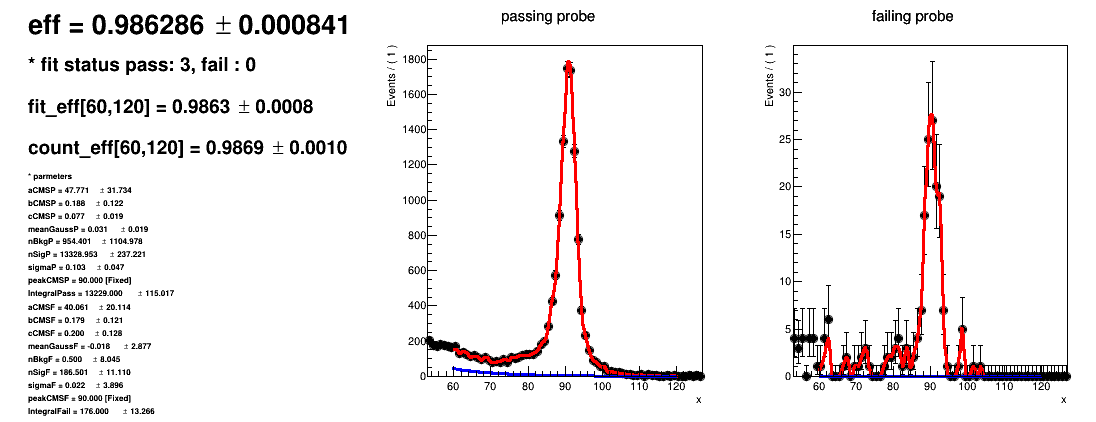 eff = 0.986286 ± 0.000841
* fit status pass: 3, fail : 0
fit_eff[60,120] = 0.9863 ± 0.0008
count_eff[60,120] = 0.9869 ± 0.0010
* parmeters
aCMSP = 47.771 ± 31.734
bCMSP = 0.188 ± 0.122
cCMSP = 0.077 ± 0.019
meanGaussP = 0.031 ± 0.019
nBkgP = 954.401 ± 1104.978
nSigP = 13328.953 ± 237.221
sigmaP = 0.103 ± 0.047
peakCMSP = 90.000 [Fixed]
IntegralPass = 13229.000 ± 115.017
aCMSF = 40.061 ± 20.114
bCMSF = 0.179 ± 0.121
cCMSF = 0.200 ± 0.128
meanGaussF = -0.018 ± 2.877
nBkgF = 0.500 ± 8.045
nSigF = 186.501 ± 11.110
sigmaF = 0.022 ± 3.896
peakCMSF = 90.000 [Fixed]
IntegralFail = 176.000 ± 13.266
passing probe
Events / ( 1 )
1800
1600
1400
1200
1000
800
600
400
200
0
60 70 80 90 100 110 120
x
failing probe
Events / ( 1 )
30
25
20
15
10
5
0
60 70 80 90 100 110 120
x